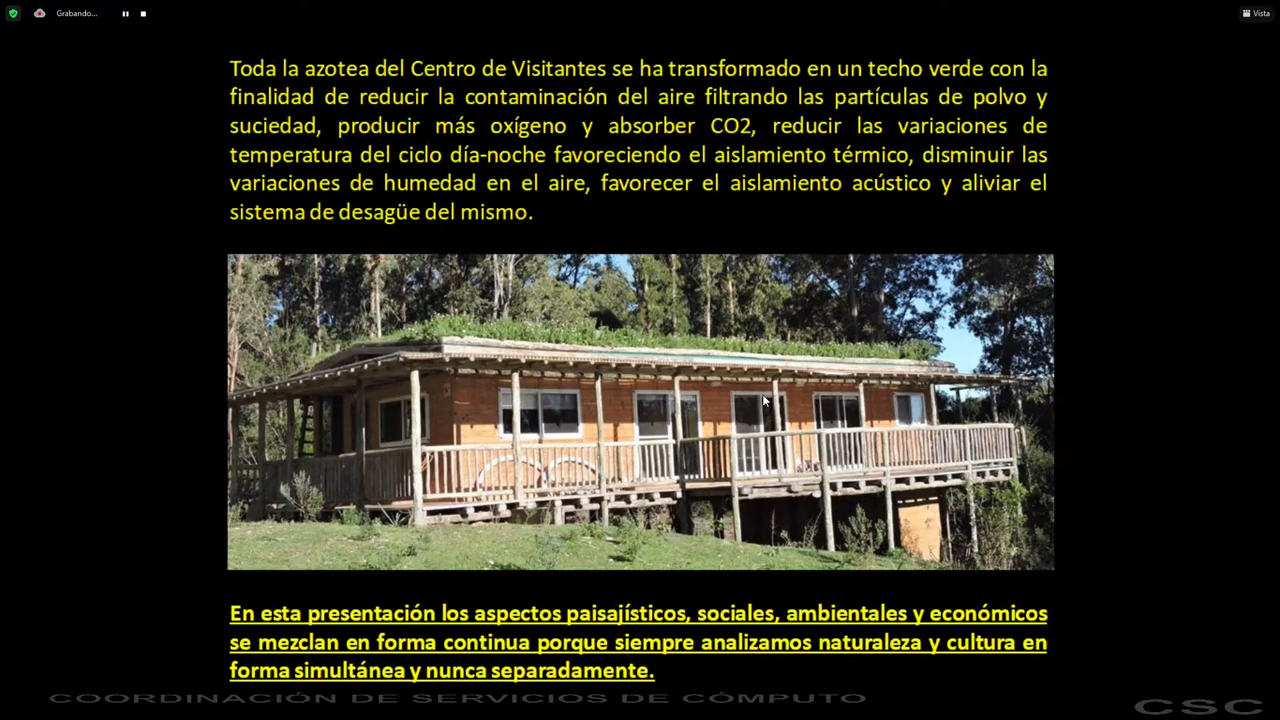 Grabando...
Vista
Toda la azotea del Centro de Visitantes se ha transformado en un techo verde con la
finalidad de reducir la contaminación del aire filtrando las partículas de polvo y
suciedad, producir más oxígeno y absorber CO2, reducir las variaciones de
temperatura del ciclo día-noche favoreciendo el aislamiento térmico, disminuir las
variaciones de humedad en el aire, favorecer el aislamiento acústico y aliviar el
sistema de desagüe del mismo.
En esta presentación los aspectos paisajísticos, sociales, ambientales y económicos
se mezclan en forma continua porque siempre analizamos naturaleza y cultura en
forma simultánea y nunca separadamente.
COORDINACIÓN DE SERVICIOS DE CÓMPUTO
CSC